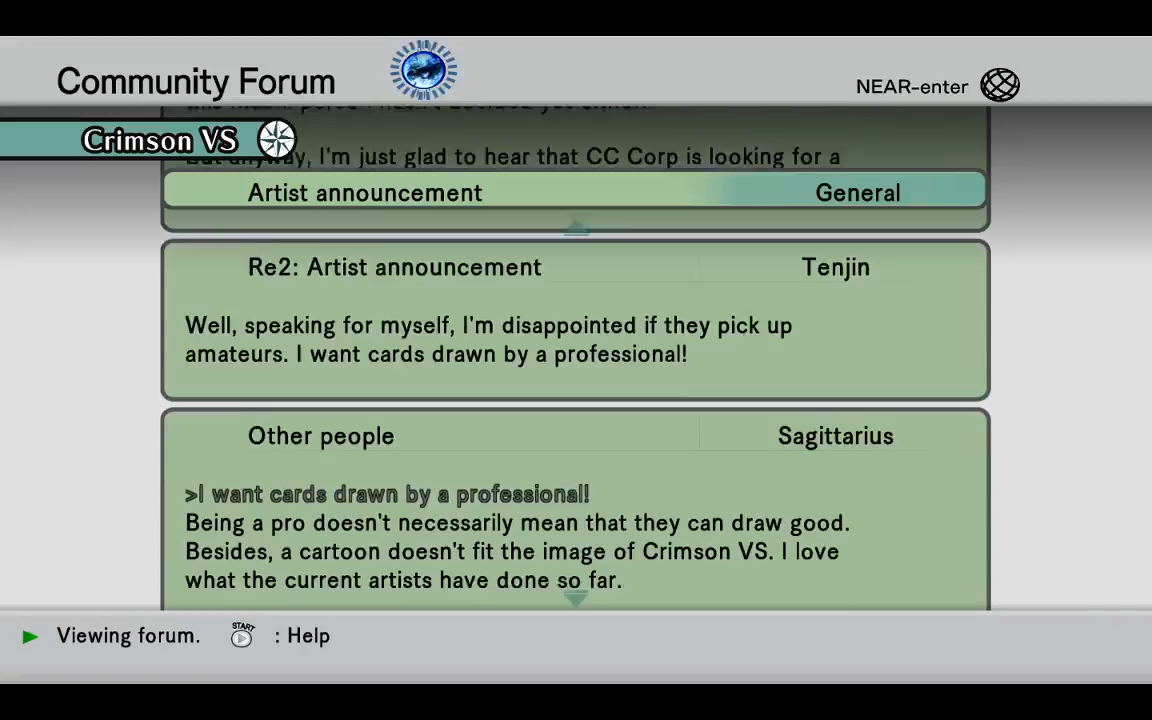 Community Forum
NEAR-enter
Crimson VS
But anyway, I'm just glad to hear that CC Corp is looking for a
Artist announcement General
Re2: Artist announcement Tenjin
Well, speaking for myself, I'm disappointed if they pick up
amateurs. I want cards drawn by a professional!
Other people Sagittarius
>I want cards drawn by a professional!
Being a pro doesn't necessarily mean that they can draw good.
Besides, a cartoon doesn't fit the image of Crimson VS. I love
what the current artists have done so far.
Viewing forum. START : Help